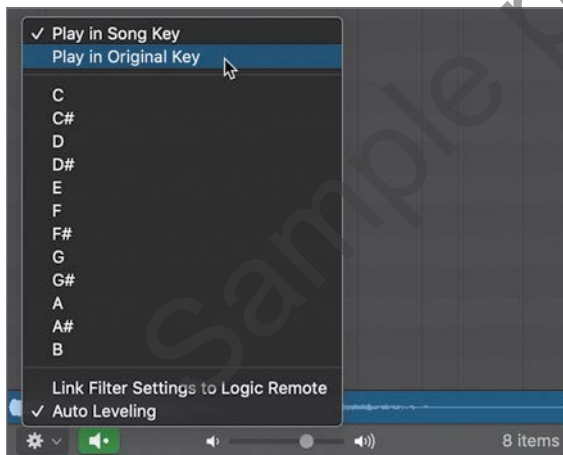 ✓ Play in Song Key
Play in Original Key
C
C#
D
D#
E
F
F#
G
G#
A
A#
B
Link Filter Settings to Logic Remote
✓ Auto Leveling
8 items
Sample p